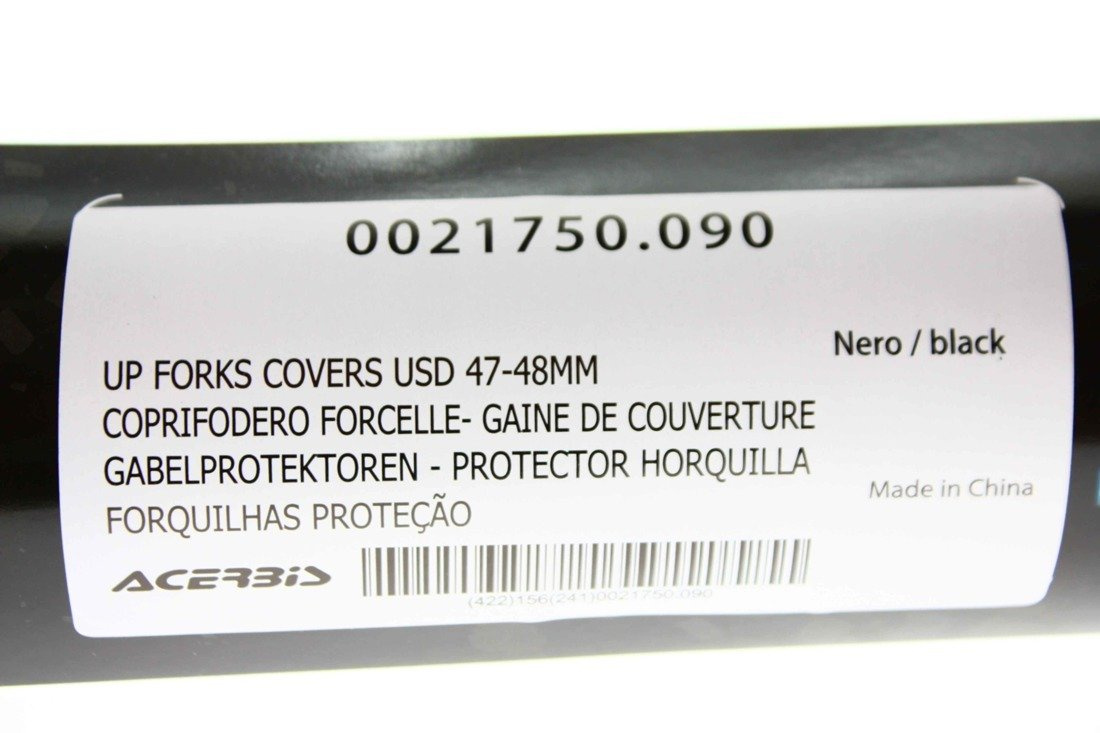 0021750.090
Nero / black
UP FORKS COVERS USD 47-48MM
COPRIFODERO FORCELLE- GAINE DE COUVERTURE
GABELPROTEKTOREN - PROTECTOR HORQUILLA
Made in China
FORQUILHAS PROTEÇÃO
ACERBIS
(422)156(241)0021750.090